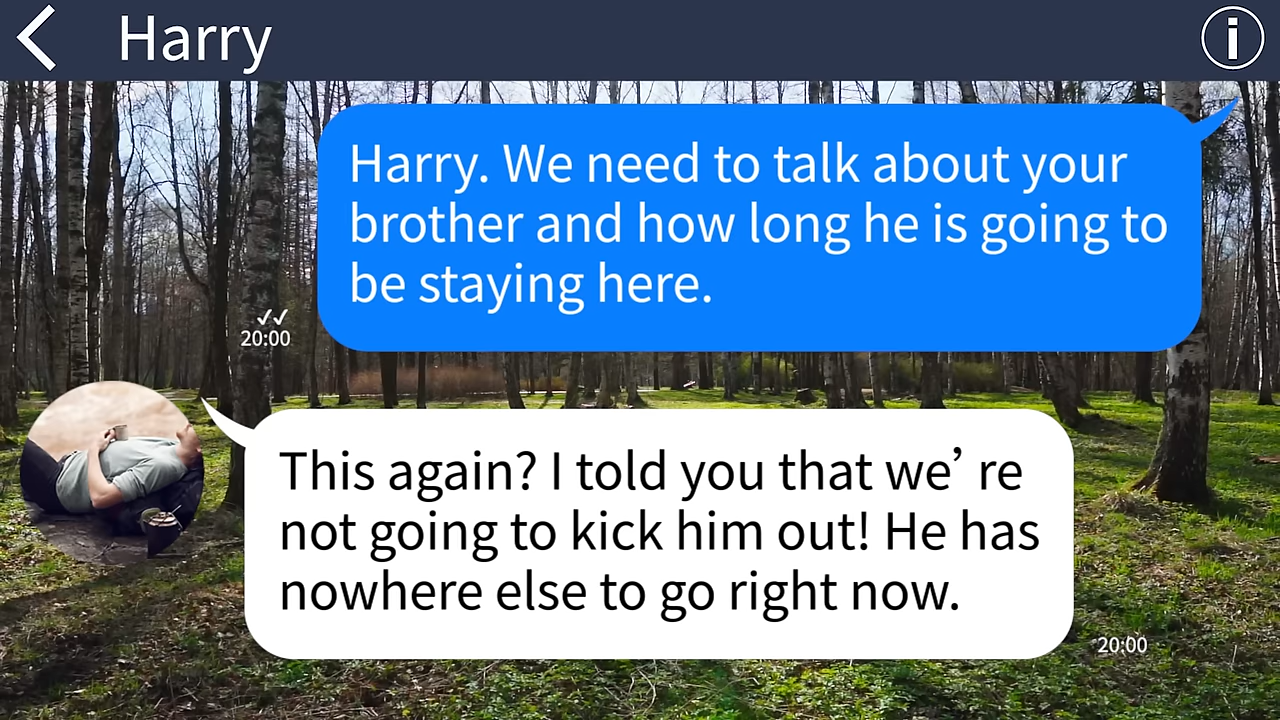 Harry
Harry. We need to talk about your
brother and how long he is going to
be staying here.
20:00
This again? I told you that we’ re
not going to kick him out! He has
nowhere else to go right now.
20:00